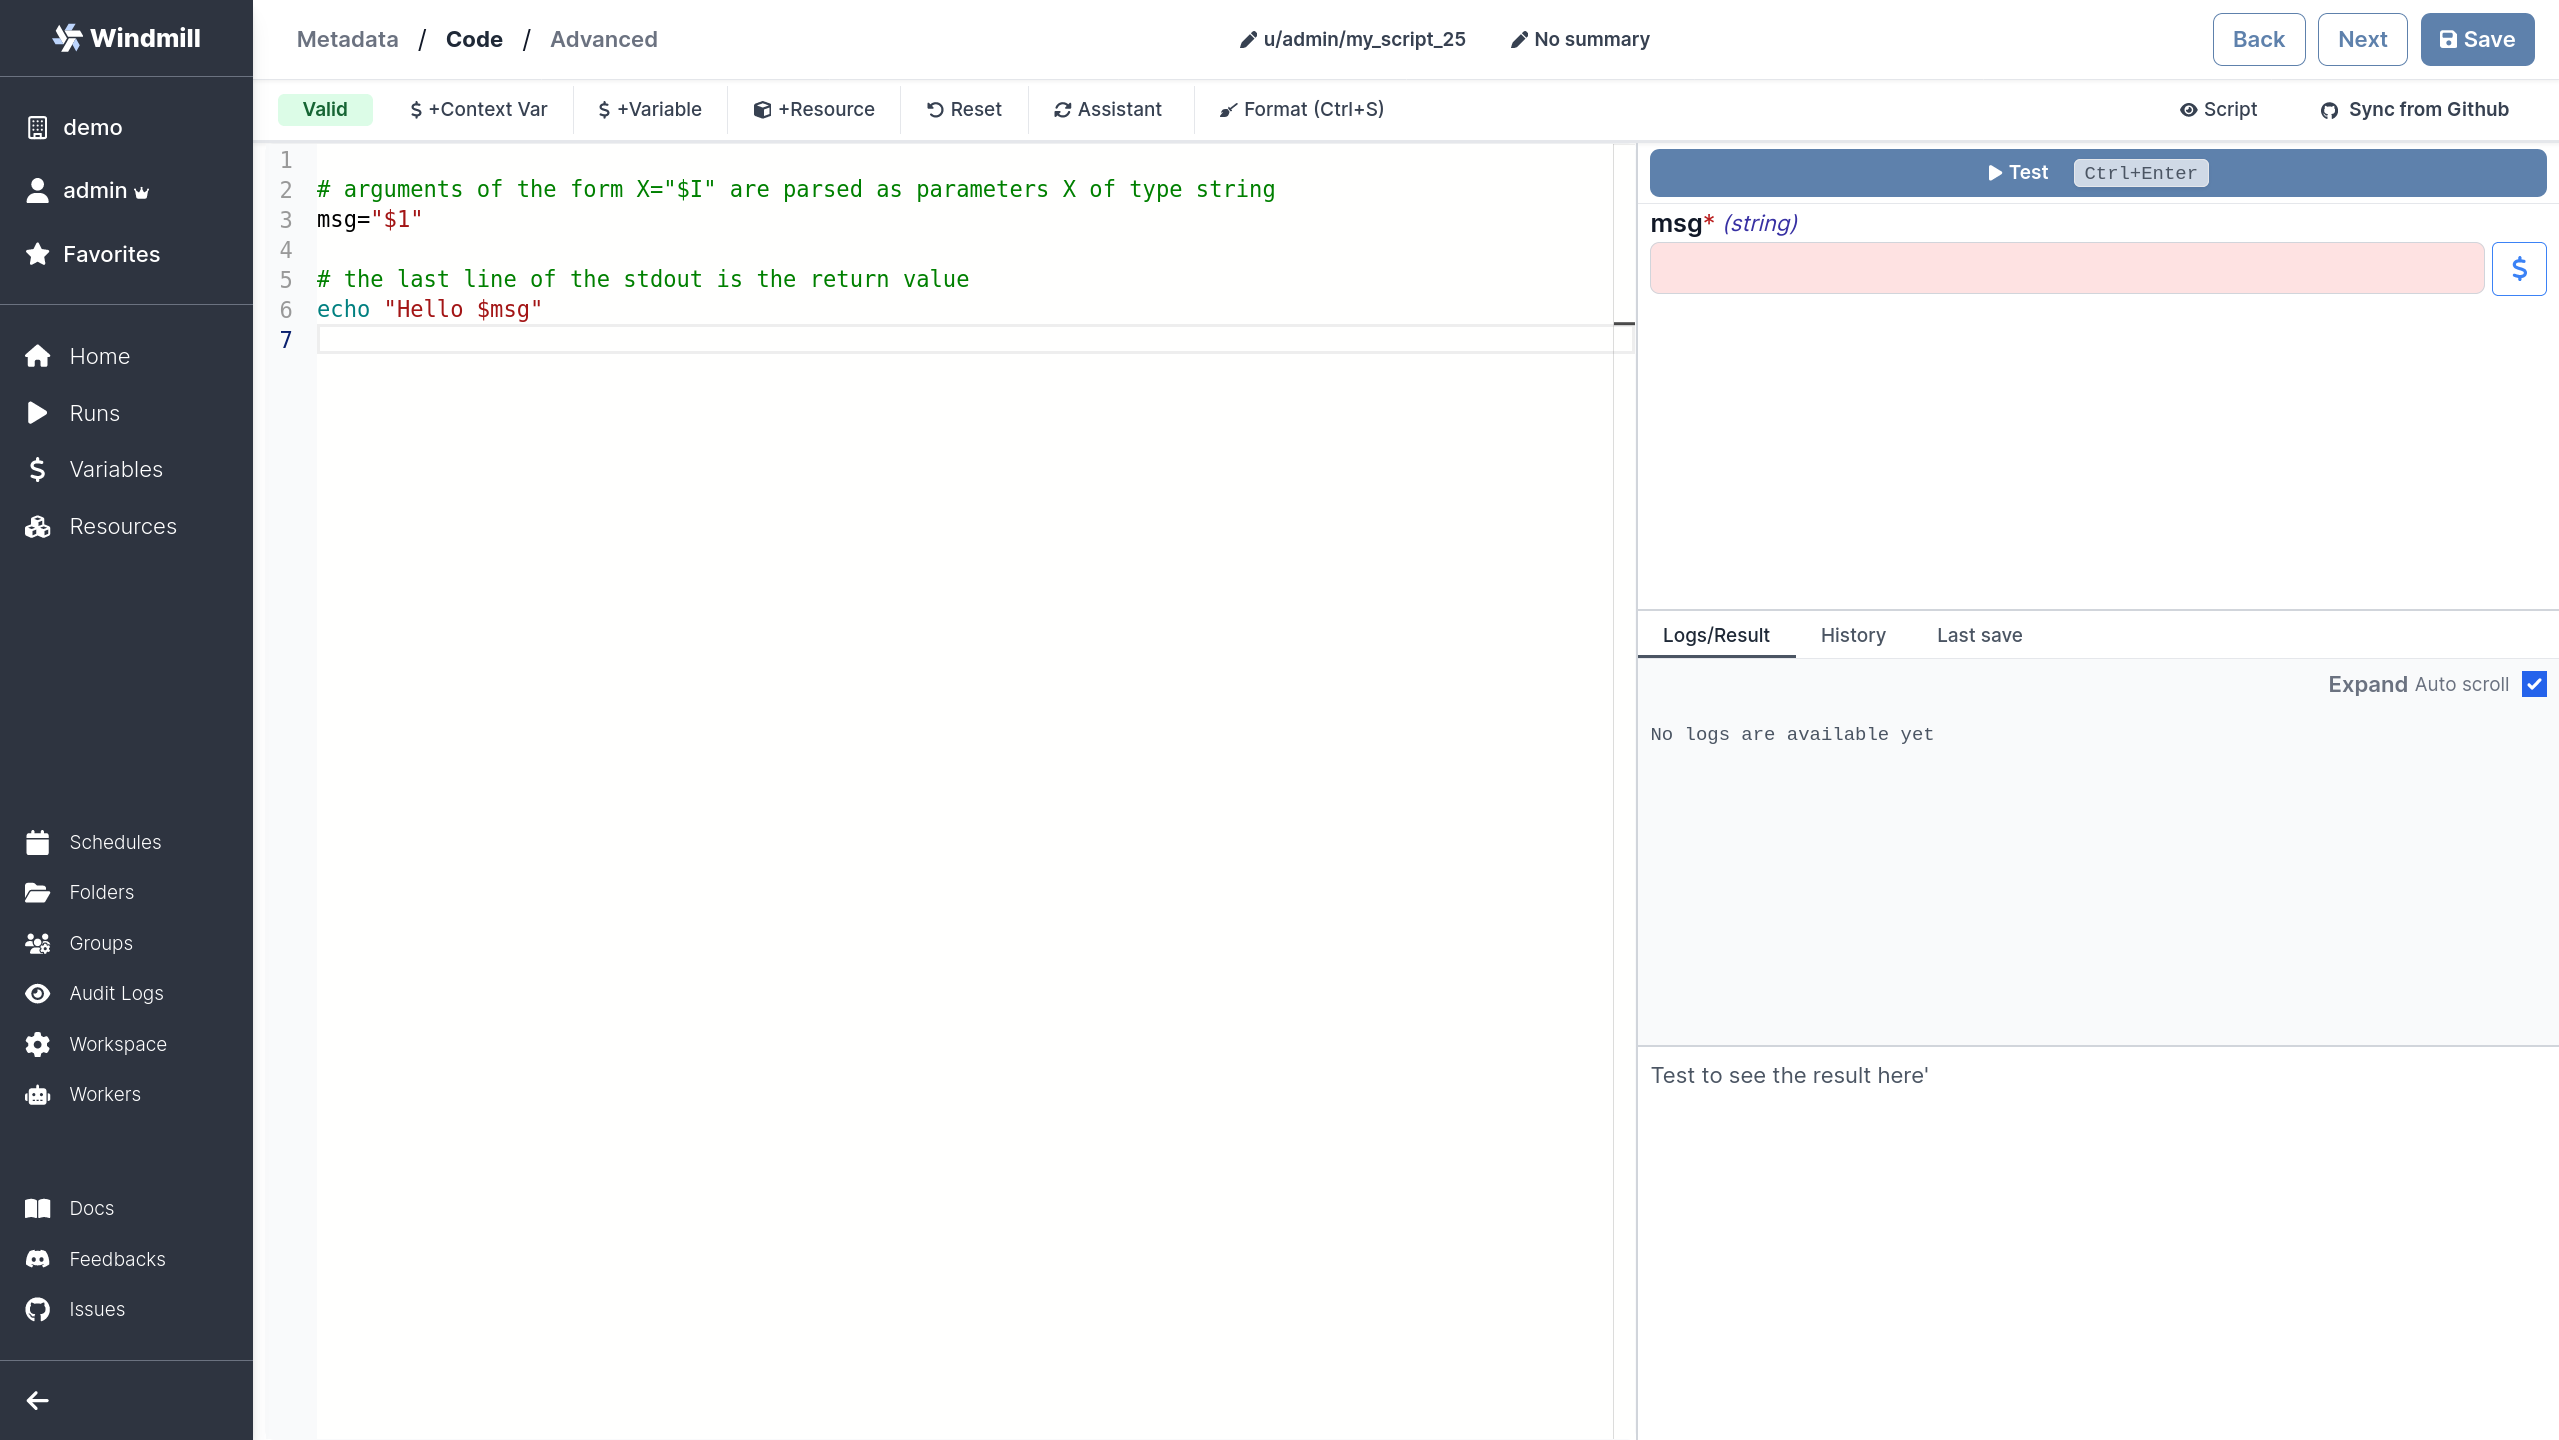 Windmill
demo
admin
Favorites
Home
Runs
Variables
Resources
Schedules
Folders
Groups
Audit Logs
Workspace
Workers
Docs
Feedbacks
Issues
Metadata / Code / Advanced
u/admin/my_script_25
No summary
Back
Next
Save
Valid
$ +Context Var
$ +Variable
+Resource
Reset
Assistant
Format (Ctrl+S)
Script
Sync from Github
1
2 # arguments of the form X="$I" are parsed as parameters X of type string
3 msg="$1"
4
5 # the last line of the stdout is the return value
6 echo "Hello $msg"
7
Test Ctrl+Enter
msg* (string)
$
Logs/Result
History
Last save
Expand Auto scroll
No logs are available yet
Test to see the result here'